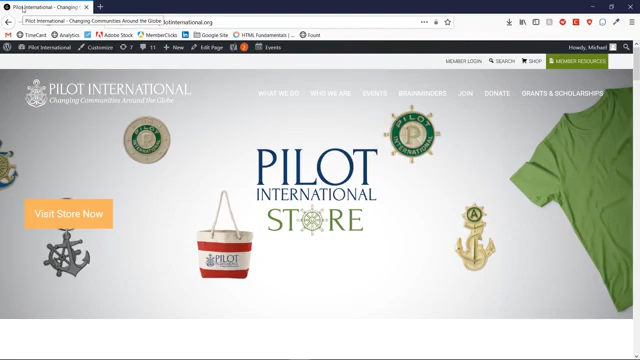 Pilot International - Changing
Pilot International - Changing Communities Around the Globe
otinternational.org
TimeCard
Analytics
Adobe Stock
MemberClicks
Google Site
HTML Fundamentals |
Fount
Pilot International
Customize
7
11
New
Edit Page
2
Events
Howdy, Michael
MEMBER LOGIN
SEARCH
SHOP
MEMBER RESOURCES
PILOT INTERNATIONAL
Changing Communities Around the Globe
WHAT WE DO
WHO WE ARE
EVENTS
BRAINMINDERS
JOIN
DONATE
GRANTS & SCHOLARSHIPS
P
PILOT
INTERNATIONAL
STORE
Visit Store Now
PILOT
A